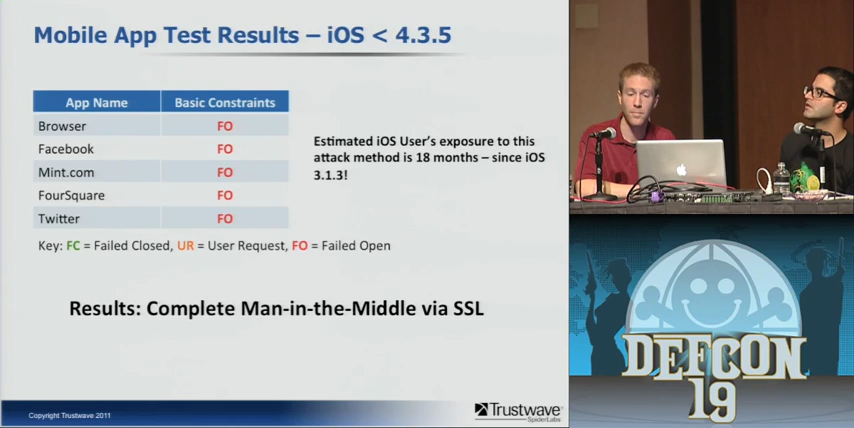 Mobile App Test Results – iOS < 4.3.5
App Name Basic Constraints
Browser FO
Facebook FO
Mint.com FO
FourSquare FO
Twitter FO
Key: FC = Failed Closed, UR = User Request, FO = Failed Open
Estimated iOS User's exposure to this
attack method is 18 months – since iOS
3.1.3!
Results: Complete Man-in-the-Middle via SSL
Copyright Trustwave 2011
Trustwave®
SpiderLabs
DEFCON
19